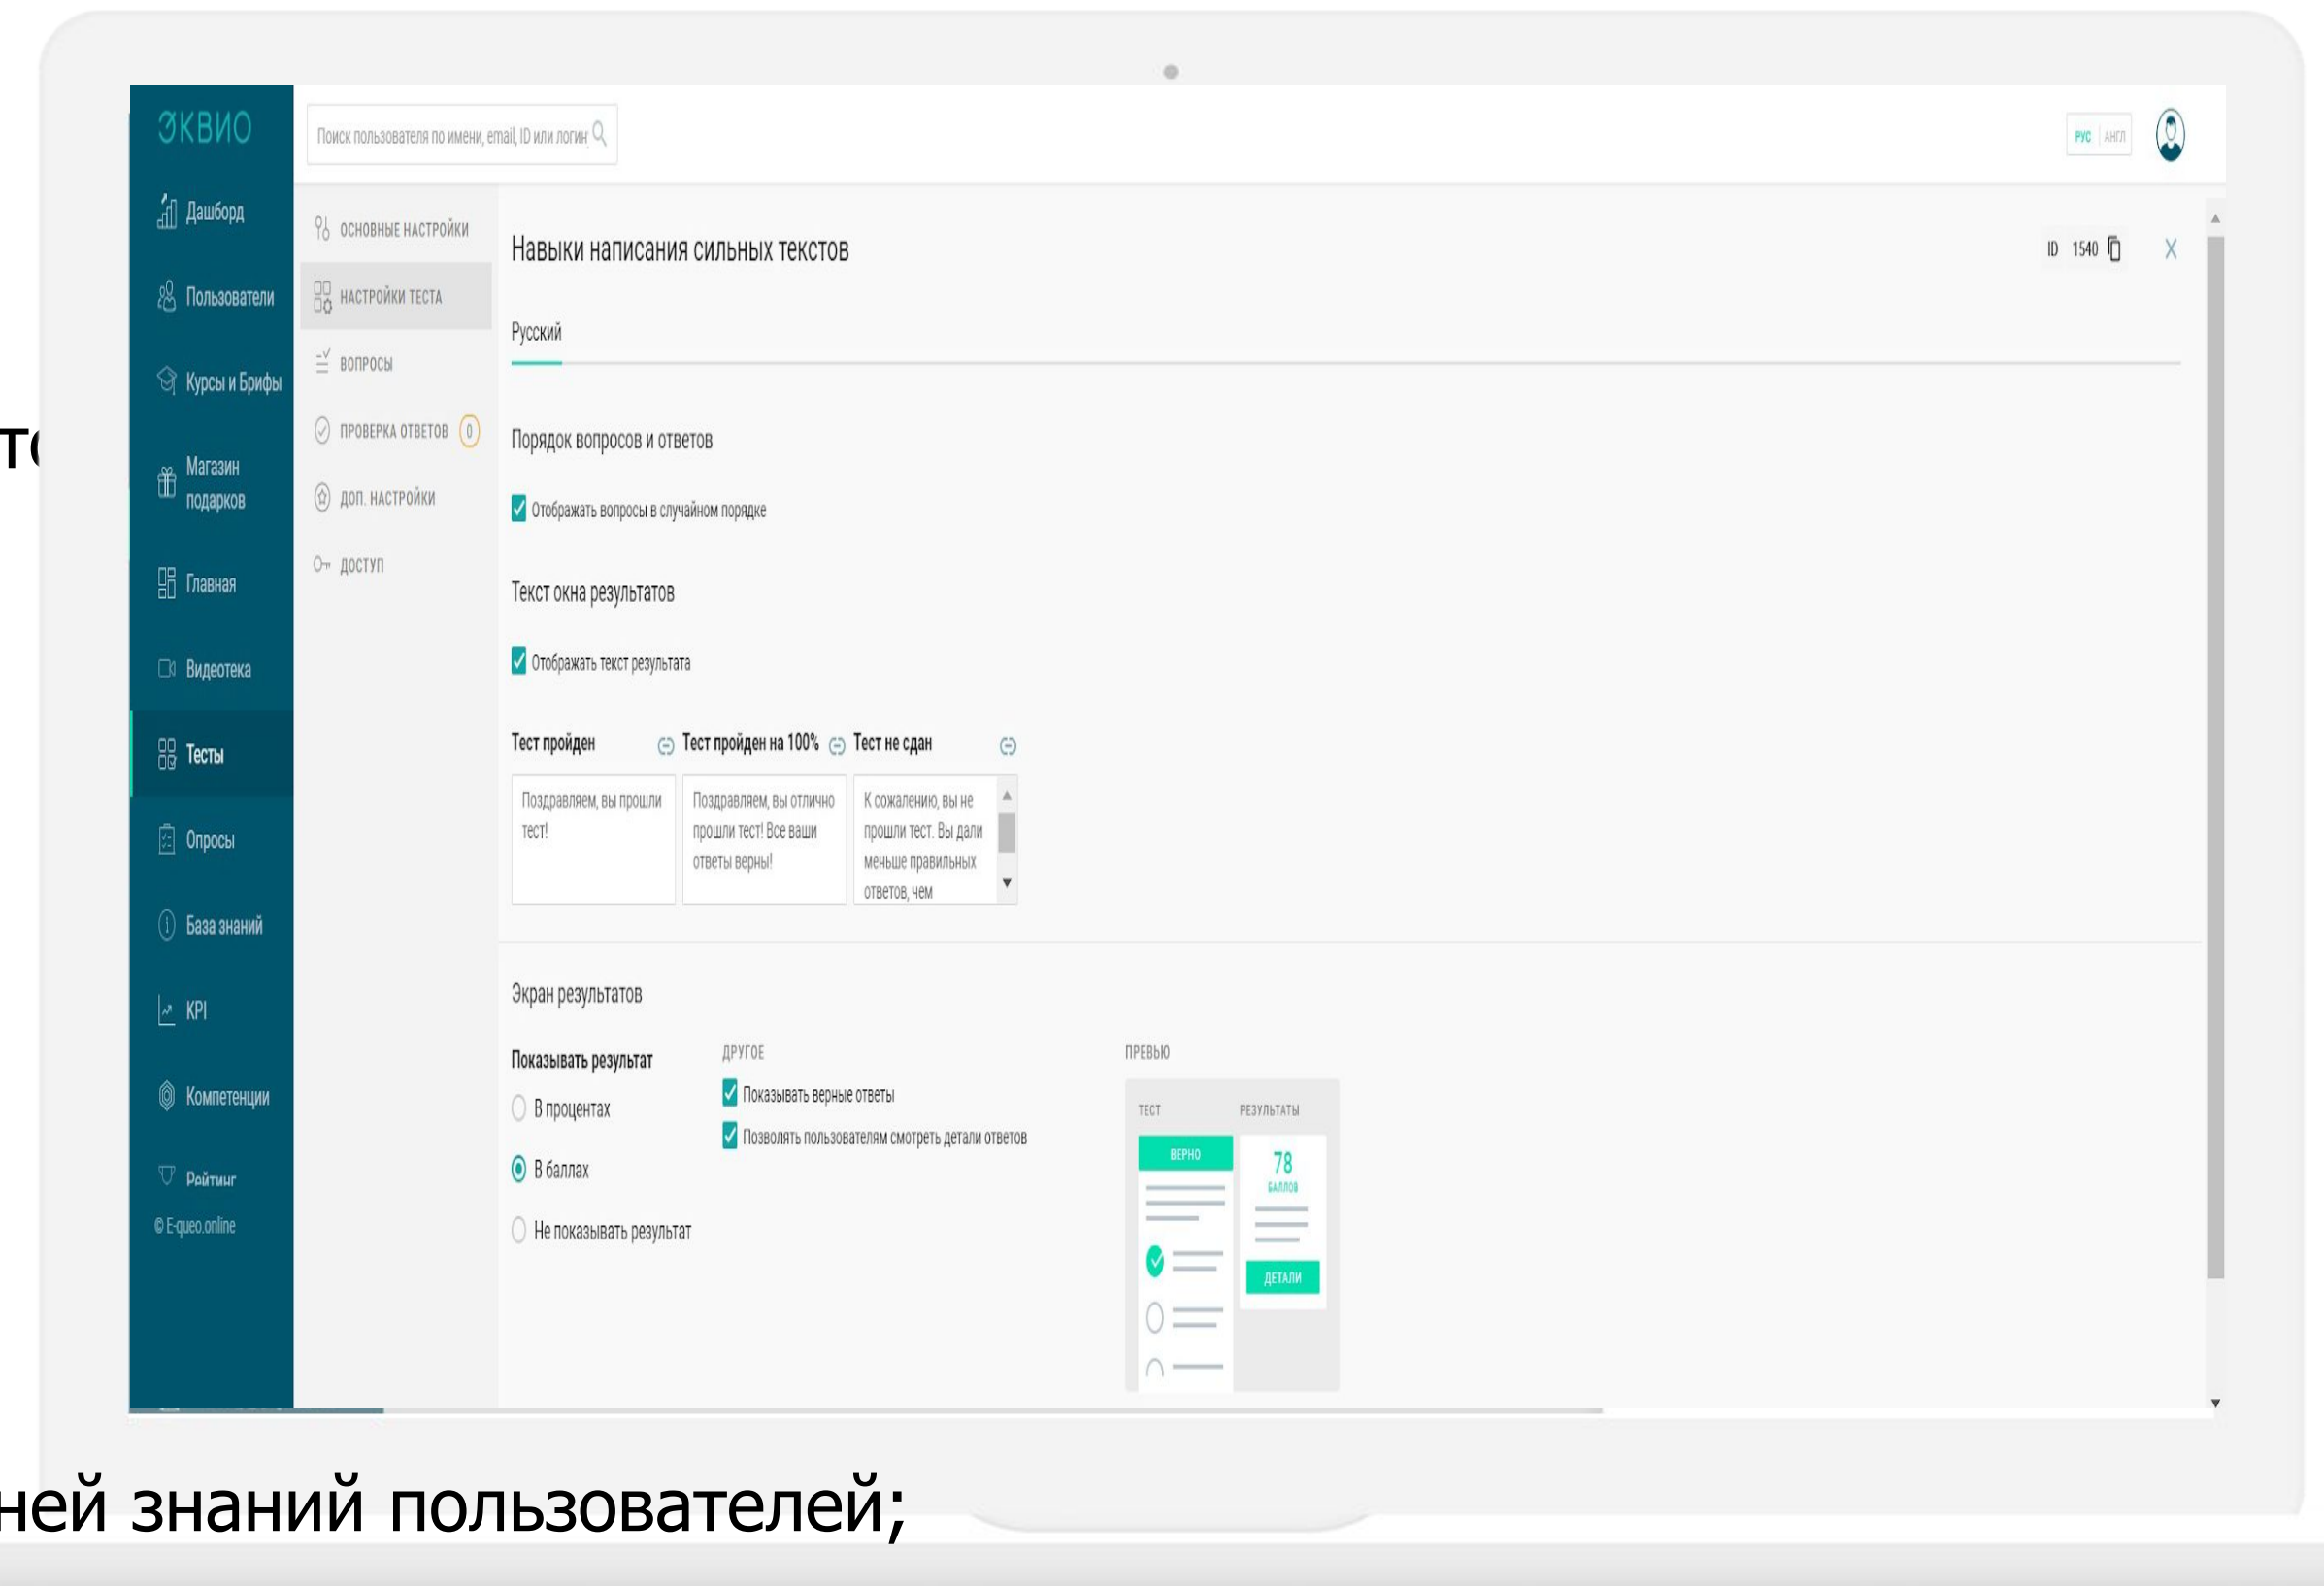 ЭКВИО
Поиск пользователя по имени, email, ID или логин
РУС | АНГЛ
Дашборд
Пользователи
Курсы и Брифы
Магазин
подарков
Главная
Видеотека
Тесты
Опросы
База знаний
KPI
Компетенции
Рейтинг
© E-queo.online
ОСНОВНЫЕ НАСТРОЙКИ
НАСТРОЙКИ ТЕСТА
ВОПРОСЫ
ПРОВЕРКА ОТВЕТОВ 0
ДОП. НАСТРОЙКИ
ДОСТУП
Навыки написания сильных текстов
ID 1540
Русский
Порядок вопросов и ответов
Отображать вопросы в случайном порядке
Текст окна результатов
Отображать текст результата
Тест пройден
Поздравляем, вы прошли
тест!
Тест пройден на 100%
Поздравляем, вы отлично
прошли тест! Все ваши
ответы верны!
Тест не сдан
К сожалению, вы не
прошли тест. Вы дали
меньше правильных
ответов, чем
Экран результатов
Показывать результат
В процентах
В баллах
Не показывать результат
ДРУГОЕ
Показывать верные ответы
Позволять пользователям смотреть детали ответов
ПРЕВЬЮ
ТЕСТ
ВЕРНО
РЕЗУЛЬТАТЫ
78
БАЛЛОВ
ДЕТАЛИ
ней знаний пользователей;